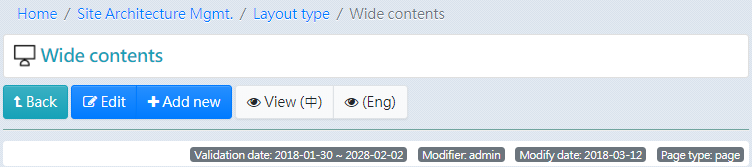 Home / Site Architecture Mgmt. / Layout type / Wide contents
Wide contents
Back Edit Add new View (中) (Eng)
Validation date: 2018-01-30 ~ 2028-02-02 Modifier: admin Modify date: 2018-03-12 Page type: page